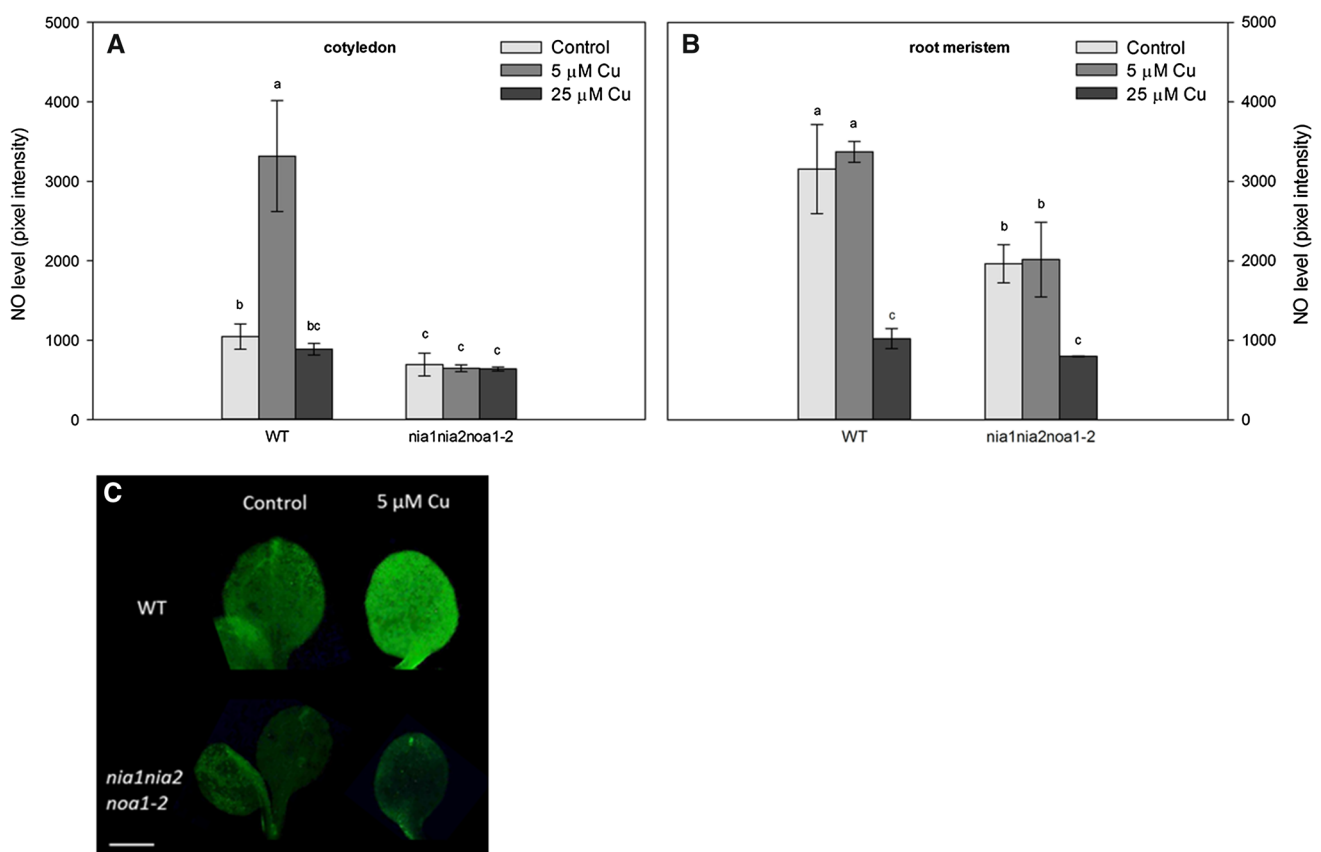 A
cotyledon
Control
5 μM Cu
25 μM Cu
NO level (pixel intensity)
5000
4000
3000
2000
1000
0
a
b
bc
c
c
c
WT
nia1nia2noa1-2
B
root meristem
Control
5 μM Cu
25 μM Cu
a
a
c
b
b
c
WT
nia1nia2noa1-2
5000
4000
3000
2000
1000
0
NO level (pixel intensity)
C
Control
5 μM Cu
WT
nia1nia2
noa1-2